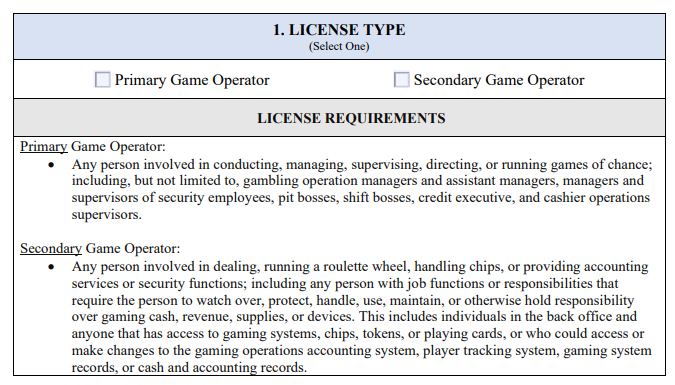 1. LICENSE TYPE
(Select One)
Primary Game Operator
Secondary Game Operator
LICENSE REQUIREMENTS
Primary Game Operator:
• Any person involved in conducting, managing, supervising, directing, or running games of chance;
including, but not limited to, gambling operation managers and assistant managers, managers and
supervisors of security employees, pit bosses, shift bosses, credit executive, and cashier operations
supervisors.
Secondary Game Operator:
• Any person involved in dealing, running a roulette wheel, handling chips, or providing accounting
services or security functions; including any person with job functions or responsibilities that
require the person to watch over, protect, handle, use, maintain, or otherwise hold responsibility
over gaming cash, revenue, supplies, or devices. This includes individuals in the back office and
anyone that has access to gaming systems, chips, tokens, or playing cards, or who could access or
make changes to the gaming operations accounting system, player tracking system, gaming system
records, or cash and accounting records.